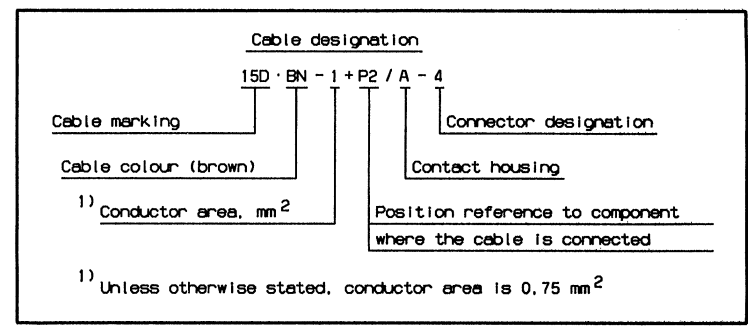 Cable designation
15D · BN - 1 + P2 / A - 4
Cable marking
Connector designation
Cable colour (brown)
Contact housing
1) Conductor area, mm²
Position reference to component
where the cable is connected
1) Unless otherwise stated, conductor area is 0,75 mm²